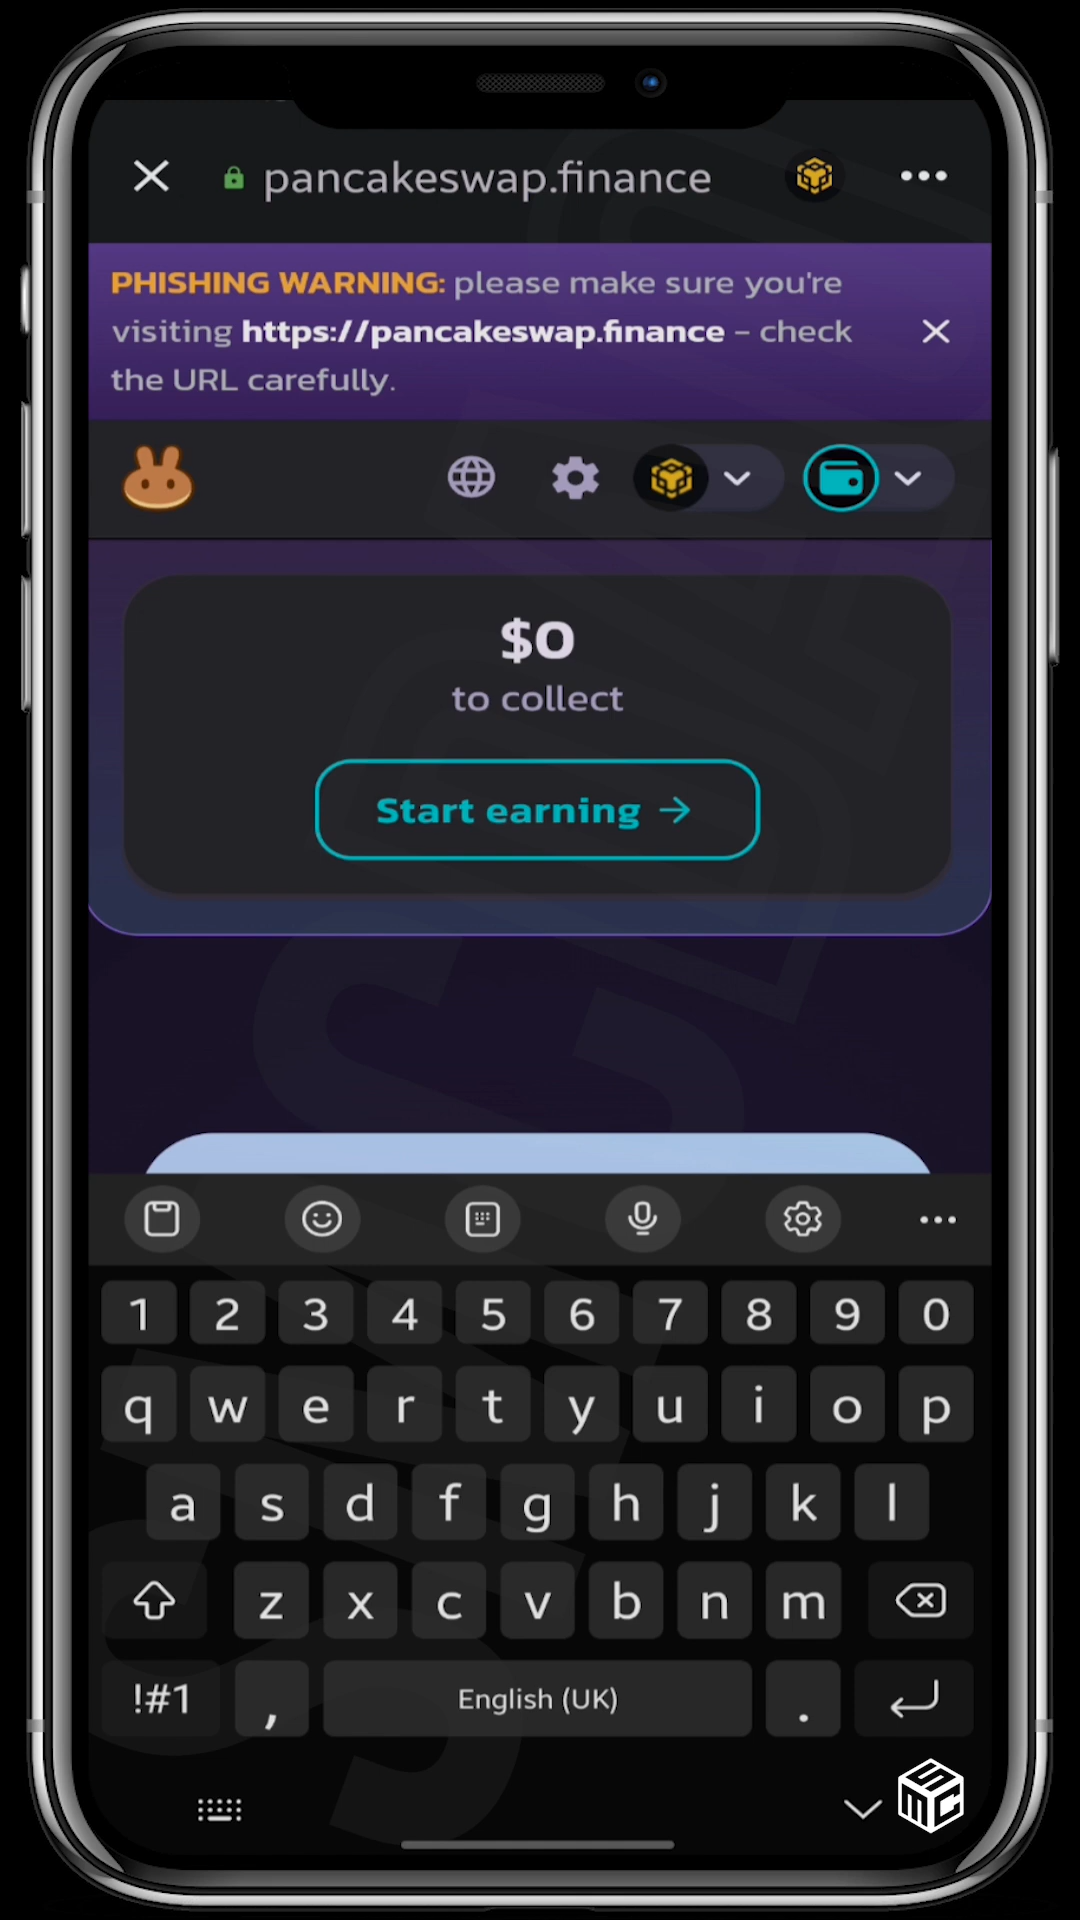 pancakeswap.finance
PHISHING WARNING: please make sure you're
visiting https://pancakeswap.finance - check
the URL carefully.
$0
to collect
Start earning →
1 2 3 4 5 6 7 8 9 0
q w e r t y u i o p
a s d f g h j k l
z x c v b n m
!#1 , English (UK) .
SMC